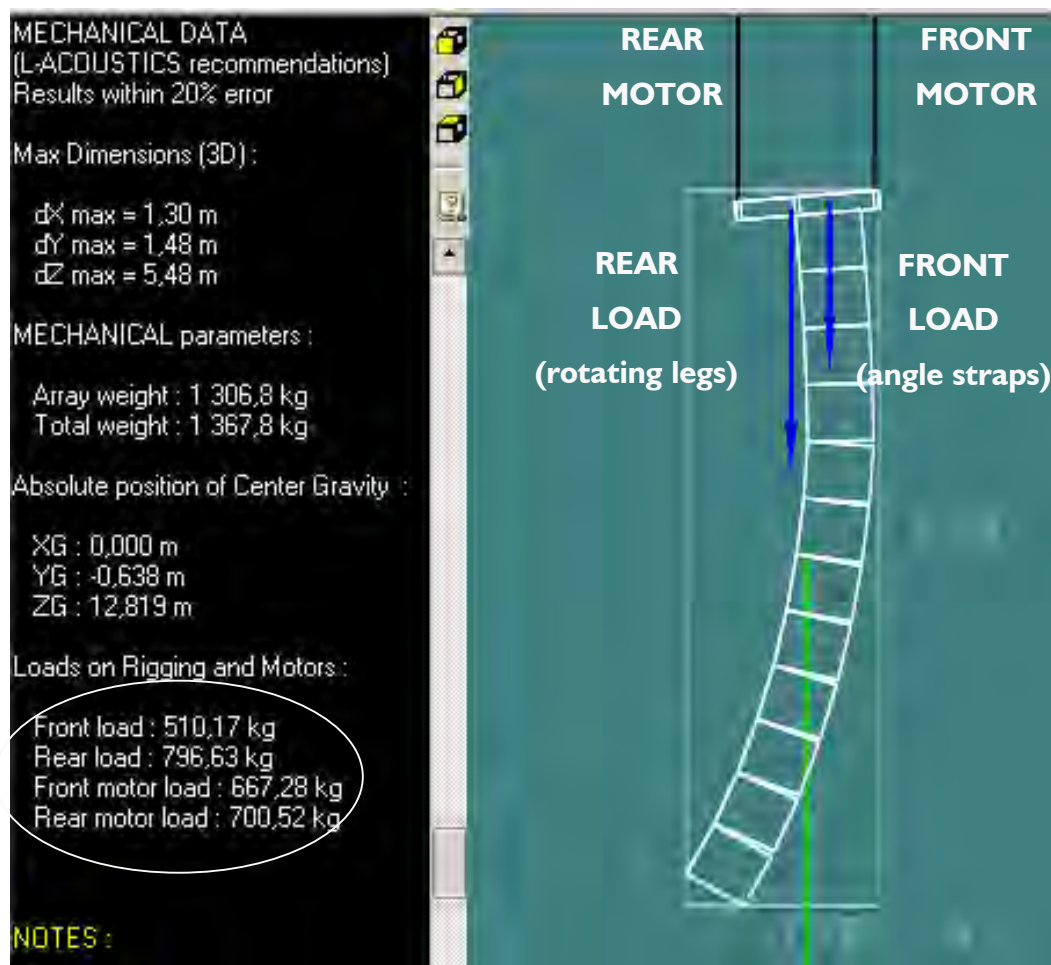 MECHANICAL DATA
(L-ACOUSTICS recommendations)
Results within 20% error
Max Dimensions (3D) :
dX max = 1,30 m
dY max = 1,48 m
dZ max = 5,48 m
MECHANICAL parameters :
Array weight : 1 306,8 kg
Total weight : 1 367,8 kg
Absolute position of Center Gravity :
XG : 0,000 m
YG : -0,638 m
ZG : 12,819 m
Loads on Rigging and Motors :
Front load : 510,17 kg
Rear load : 796,63 kg
Front motor load : 667,28 kg
Rear motor load : 700,52 kg
NOTES :
REAR
MOTOR
FRONT
MOTOR
REAR
LOAD
(rotating legs)
FRONT
LOAD
(angle straps)